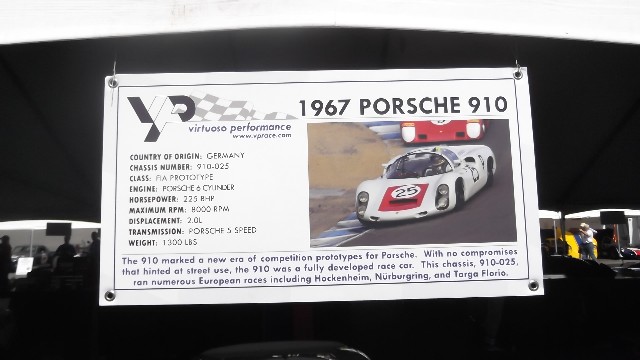 VP
virtuoso performance
www.vprace.com
1967 PORSCHE 910
COUNTRY OF ORIGIN: GERMANY
CHASSIS NUMBER: 910-025
CLASS: FIA PROTOTYPE
ENGINE: PORSCHE 6 CYLINDER
HORSEPOWER: 225 BHP
MAXIMUM RPM: 8000 RPM
DISPLACEMENT: 2.0L
TRANSMISSION: PORSCHE 5 SPEED
WEIGHT: 1300 LBS
25
The 910 marked a new era of competition prototypes for Porsche. With no compromises
that hinted at street use, the 910 was a fully developed race car. This chassis, 910-025,
ran numerous European races including Hockenheim, Nürburgring, and Targa Florio.